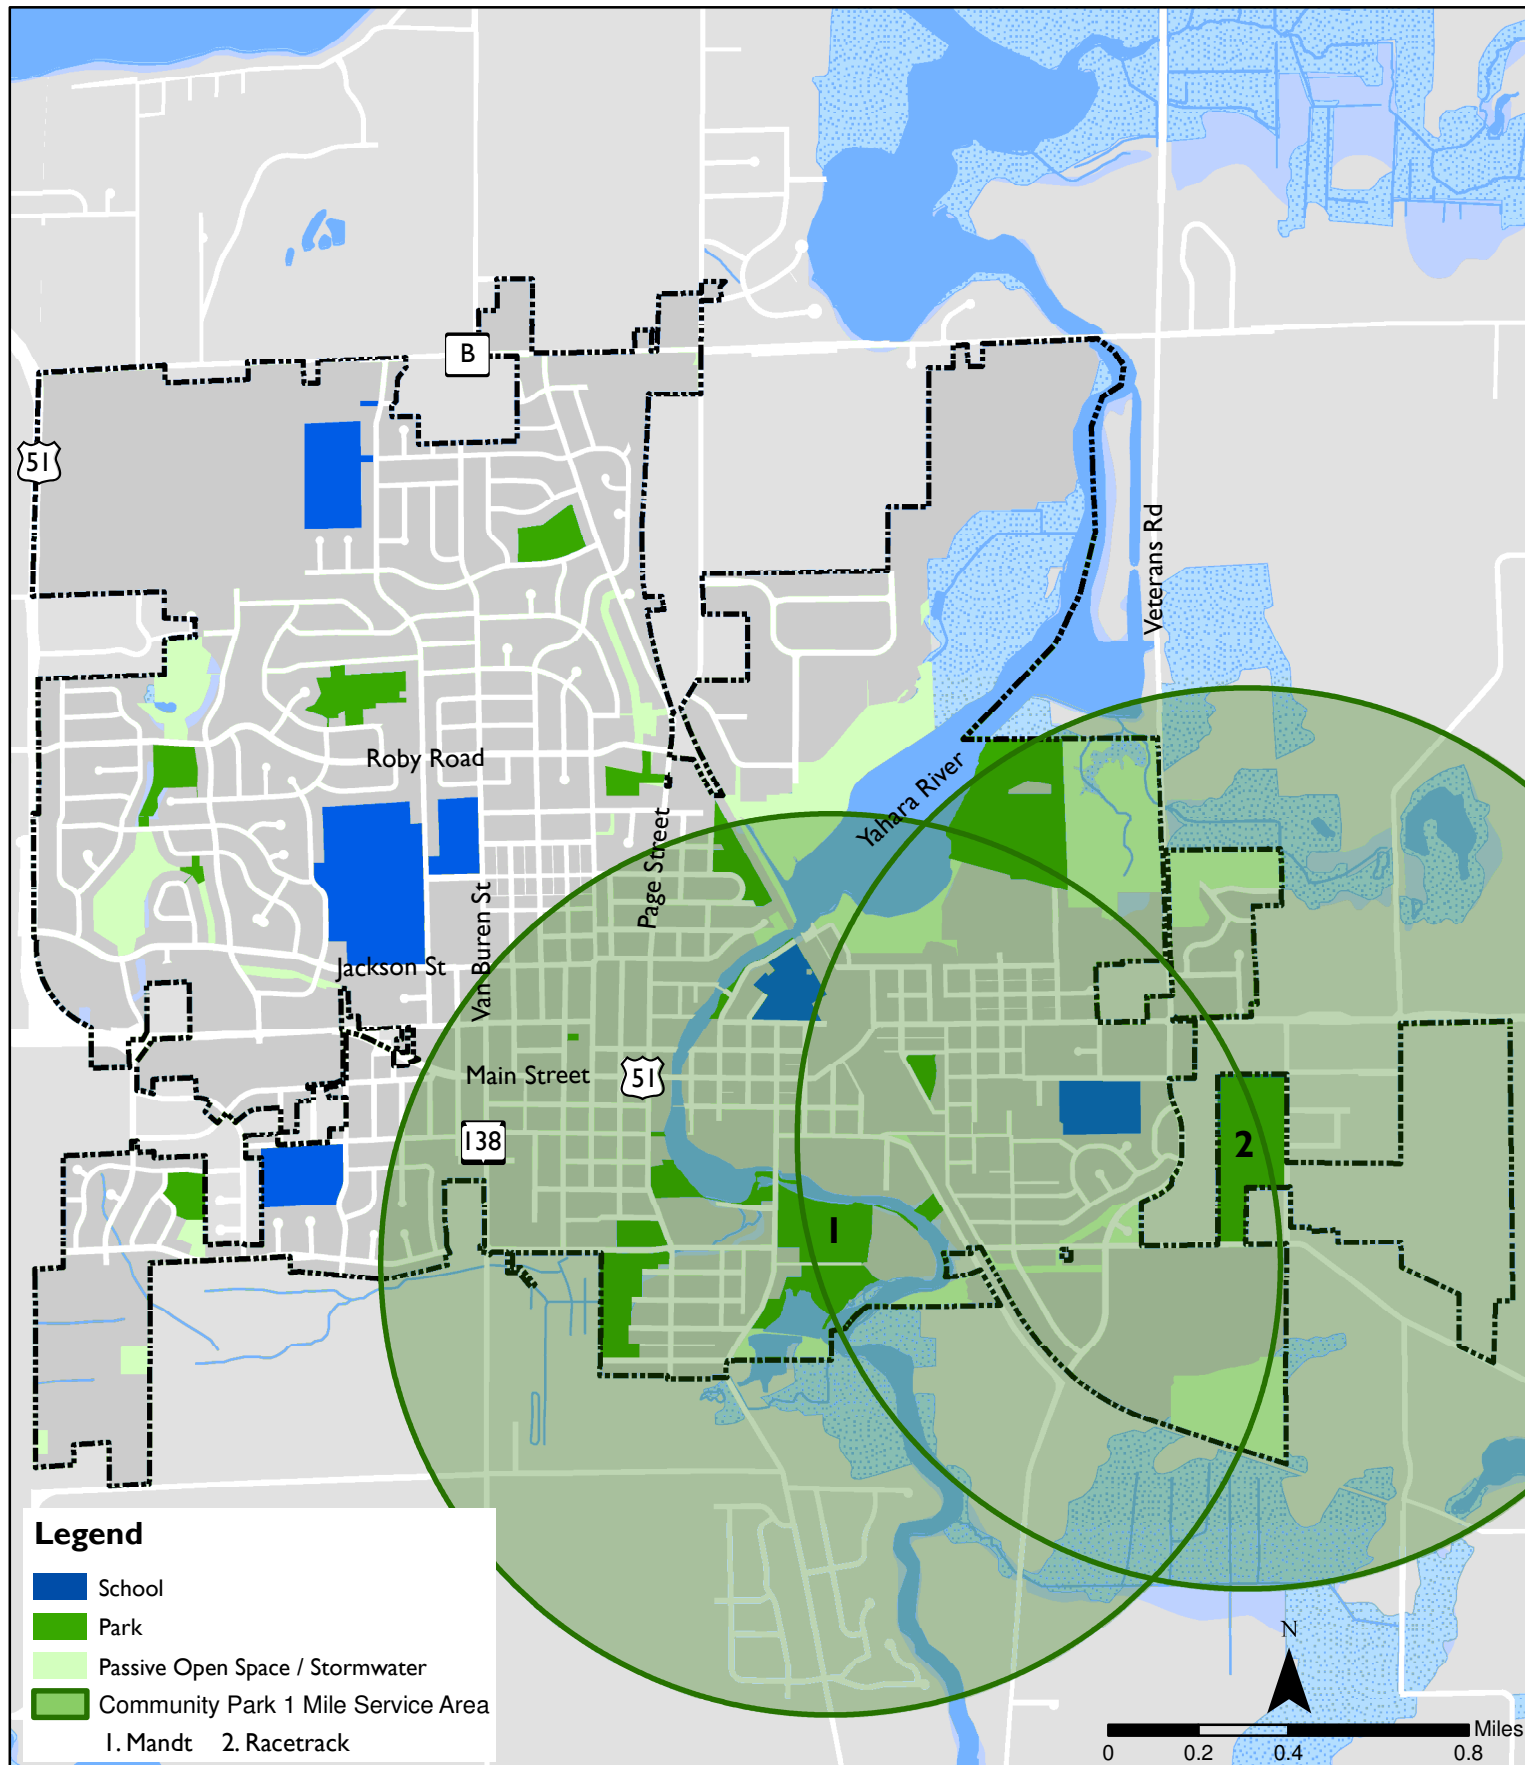 B
51
Veterans Rd
Roby Road
Yahara River
Page Street
Van Buren St
Jackson St
Main Street
51
138
2
1
Legend
School
Park
Passive Open Space / Stormwater
Community Park 1 Mile Service Area
1. Mandt 2. Racetrack
N
Miles
0 0.2 0.4 0.8